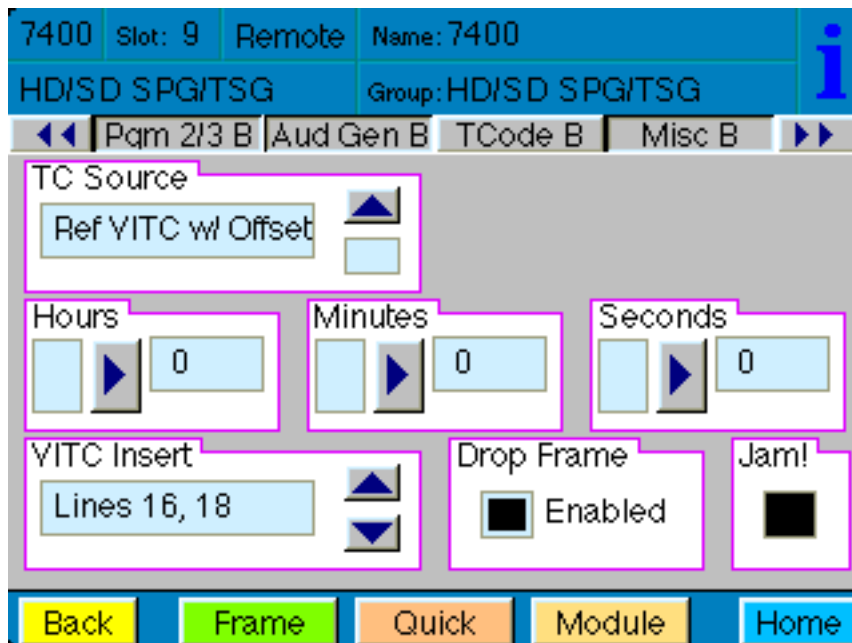 7400 Slot: 9 Remote Name: 7400
i
HD/SD SPG/TSG Group: HD/SD SPG/TSG
Pgm 2/3 B Aud Gen B TCode B Misc B
TC Source
Ref VITC w/ Offset
Hours Minutes Seconds
0 0 0
VITC Insert Drop Frame Jam!
Lines 16, 18 Enabled
Back Frame Quick Module Home